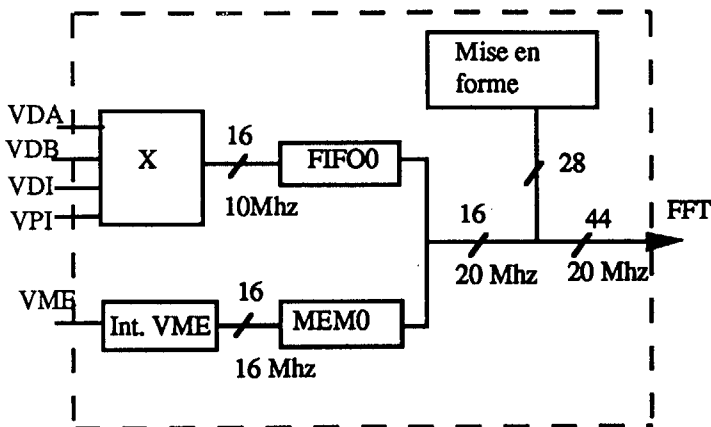 Mise en
forme
VDA
VDB
VDI
VPI
X
16
10Mhz
FIFO0
28
16
20 Mhz
44
20 Mhz
FFT
VME
Int. VME
16
16 Mhz
MEM0